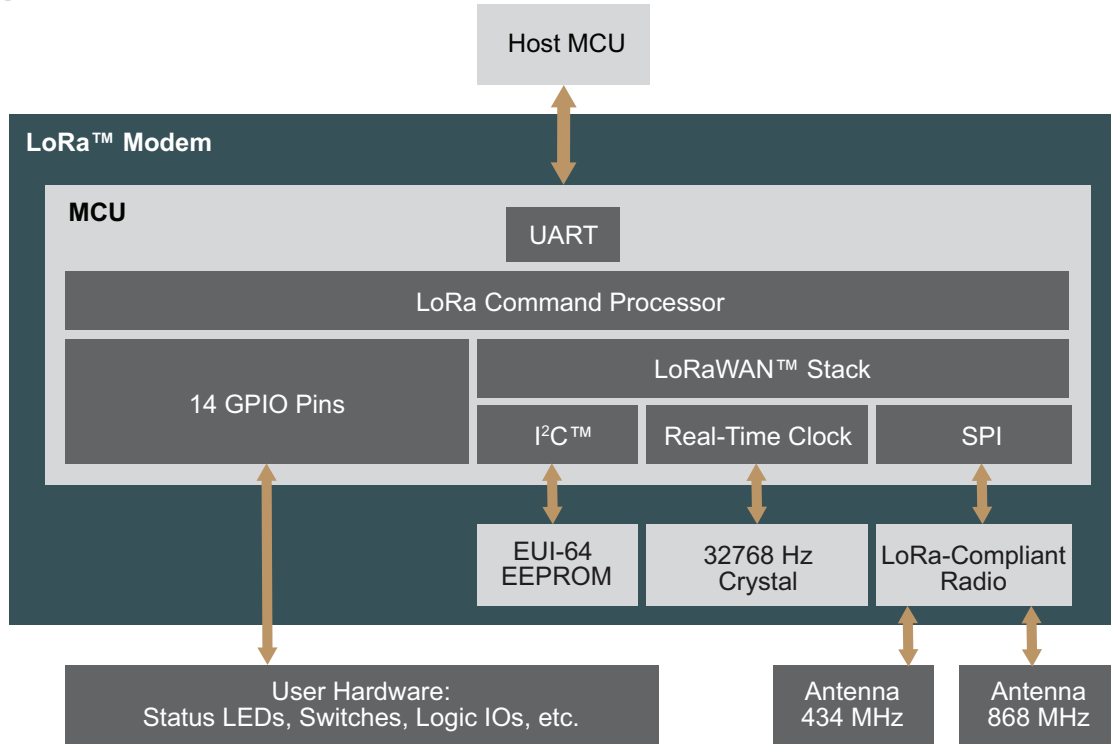 Host MCU
LoRa™ Modem
MCU
UART
LoRa Command Processor
14 GPIO Pins
LoRaWAN™ Stack
I²C™
Real-Time Clock
SPI
EUI-64
EEPROM
32768 Hz
Crystal
LoRa-Compliant
Radio
User Hardware:
Status LEDs, Switches, Logic IOs, etc.
Antenna
434 MHz
Antenna
868 MHz